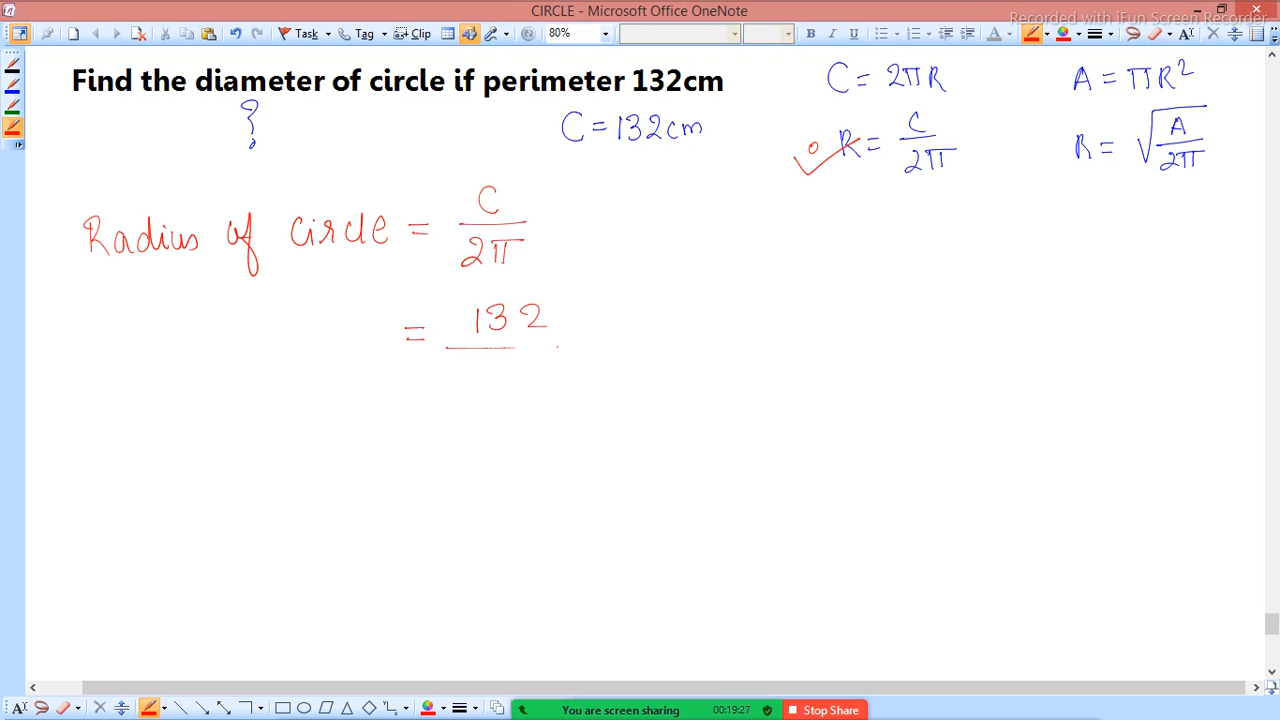 CIRCLE - Microsoft Office OneNote
Recorded with iFun Screen Recorder
Task
Tag
Clip
80%
B I U
A
Find the diameter of circle if perimeter 132cm
?
C = 132cm
C = 2πR
A = πR²
R = C / 2π
R = √(A / 2π)
Radius of circle = C / 2π
= 132
You are screen sharing
00:19:27
Stop Share